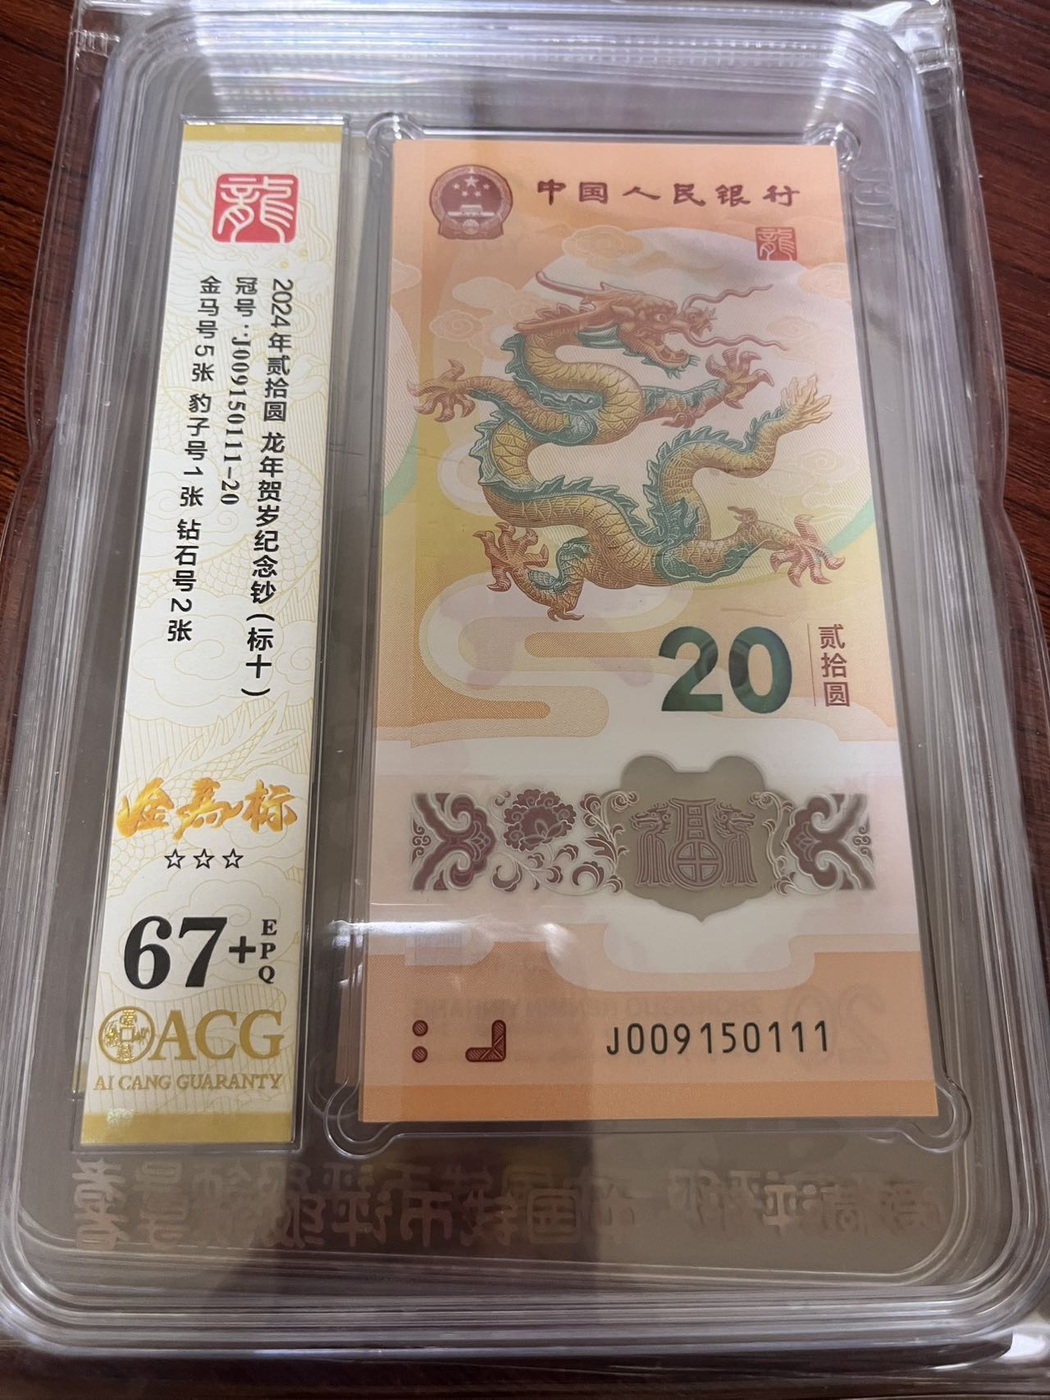 龍
2024年贰拾圆 龙年贺岁纪念钞(标十)
冠号:J009150111-20
金马号5张 豹子号1张 钻石号2张
金马标
☆☆☆
67+EPQ
ACG
AI CANG GUARANTY
中国人民银行
龍
20
贰拾圆
J009150111